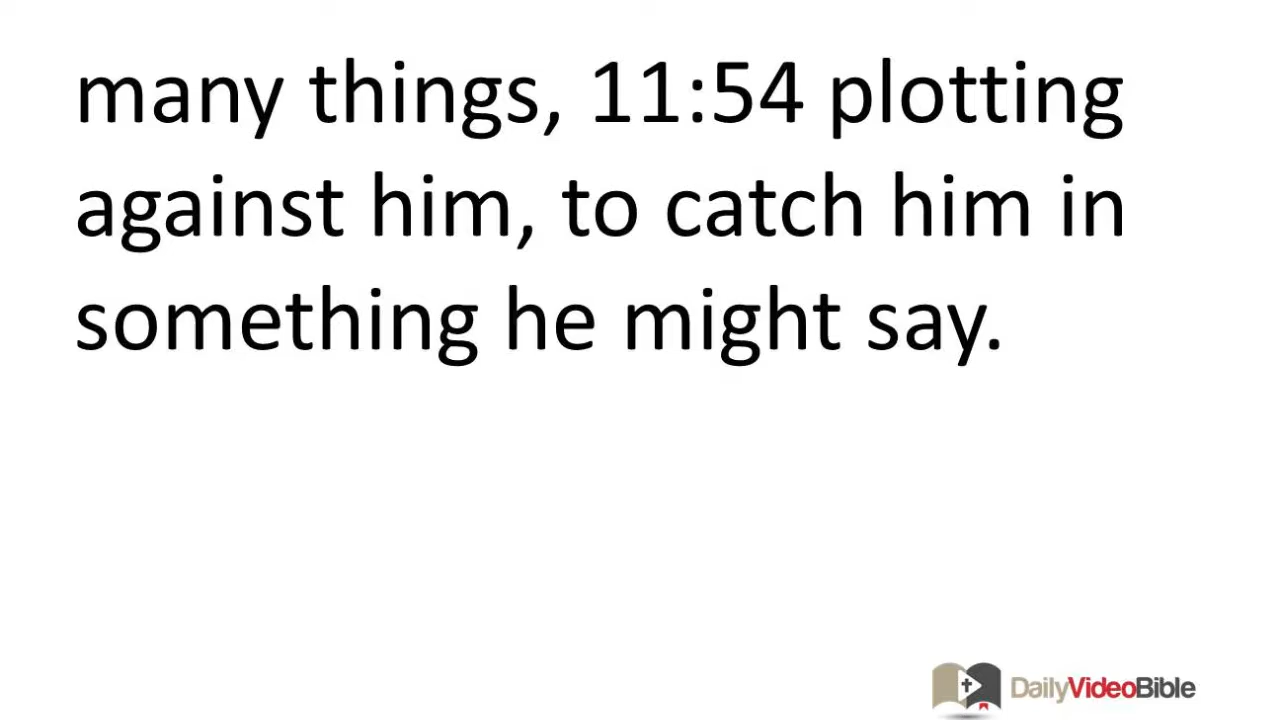 many things, 11:54 plotting
against him, to catch him in
something he might say.
DailyVideoBible